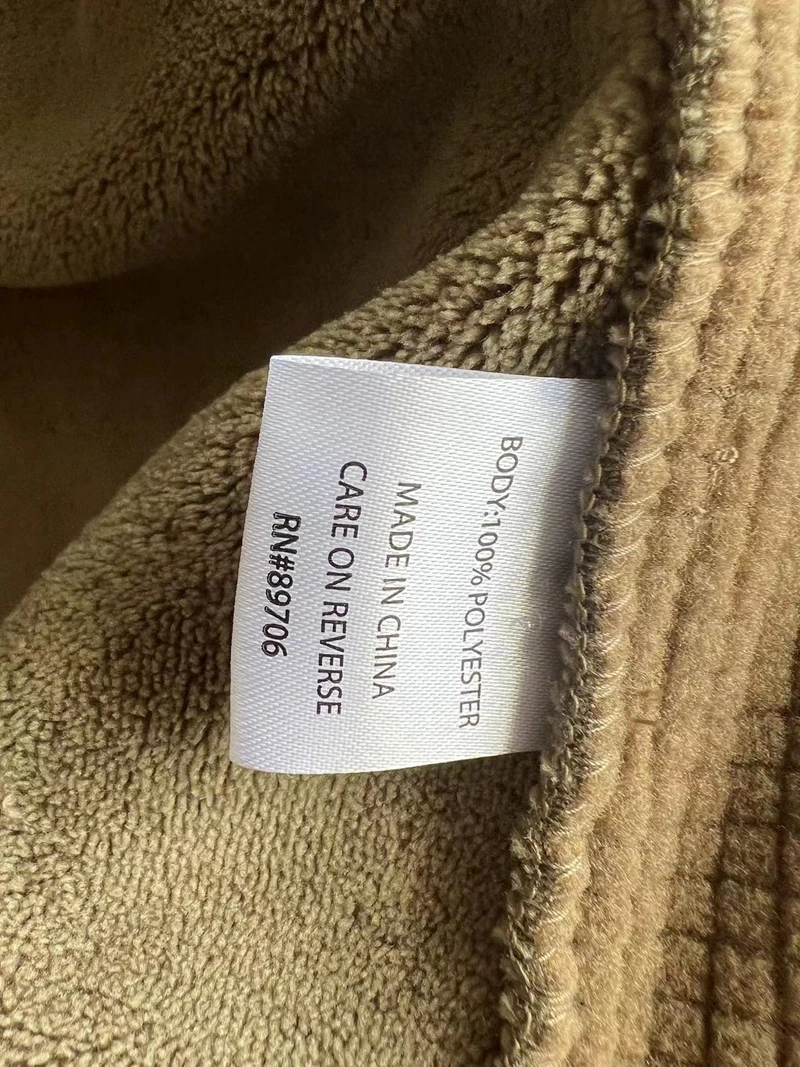 BODY:100% POLYESTER
MADE IN CHINA
CARE ON REVERSE
RN#89706